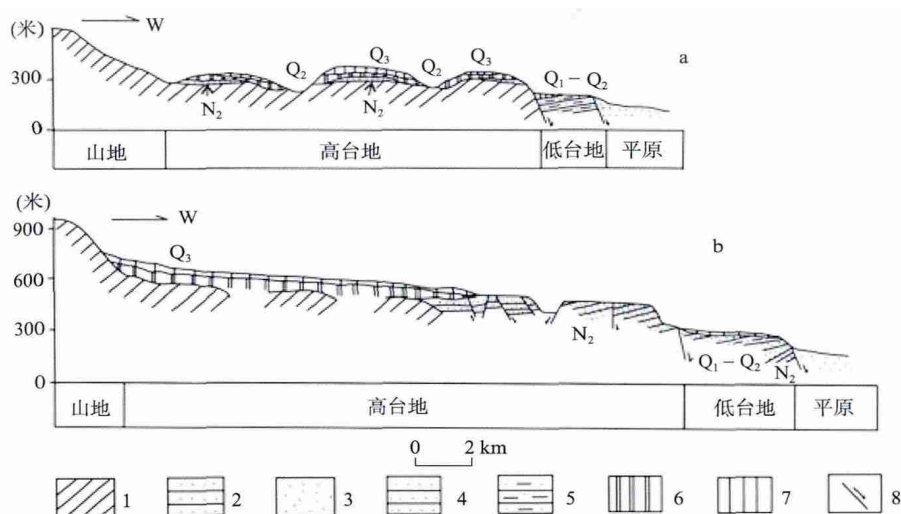 (米)
W
a
300
0
Q₂
Q₃
Q₂
Q₃
Q₁－Q₂
N₂
N₂
山地
高台地
低台地
平原
(米)
W
b
900
600
300
0
Q₃
N₂
Q₁－Q₂
N₂
山地
高台地
低台地
平原
0 2 km
1 2 3 4 5 6 7 8